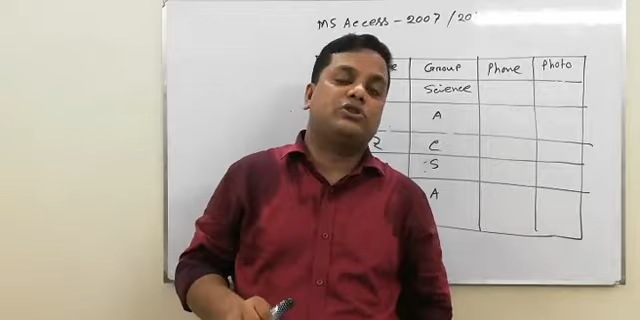 MS Access - 2007 / 20
Group Phone Photo
Science
A
R C
S
A